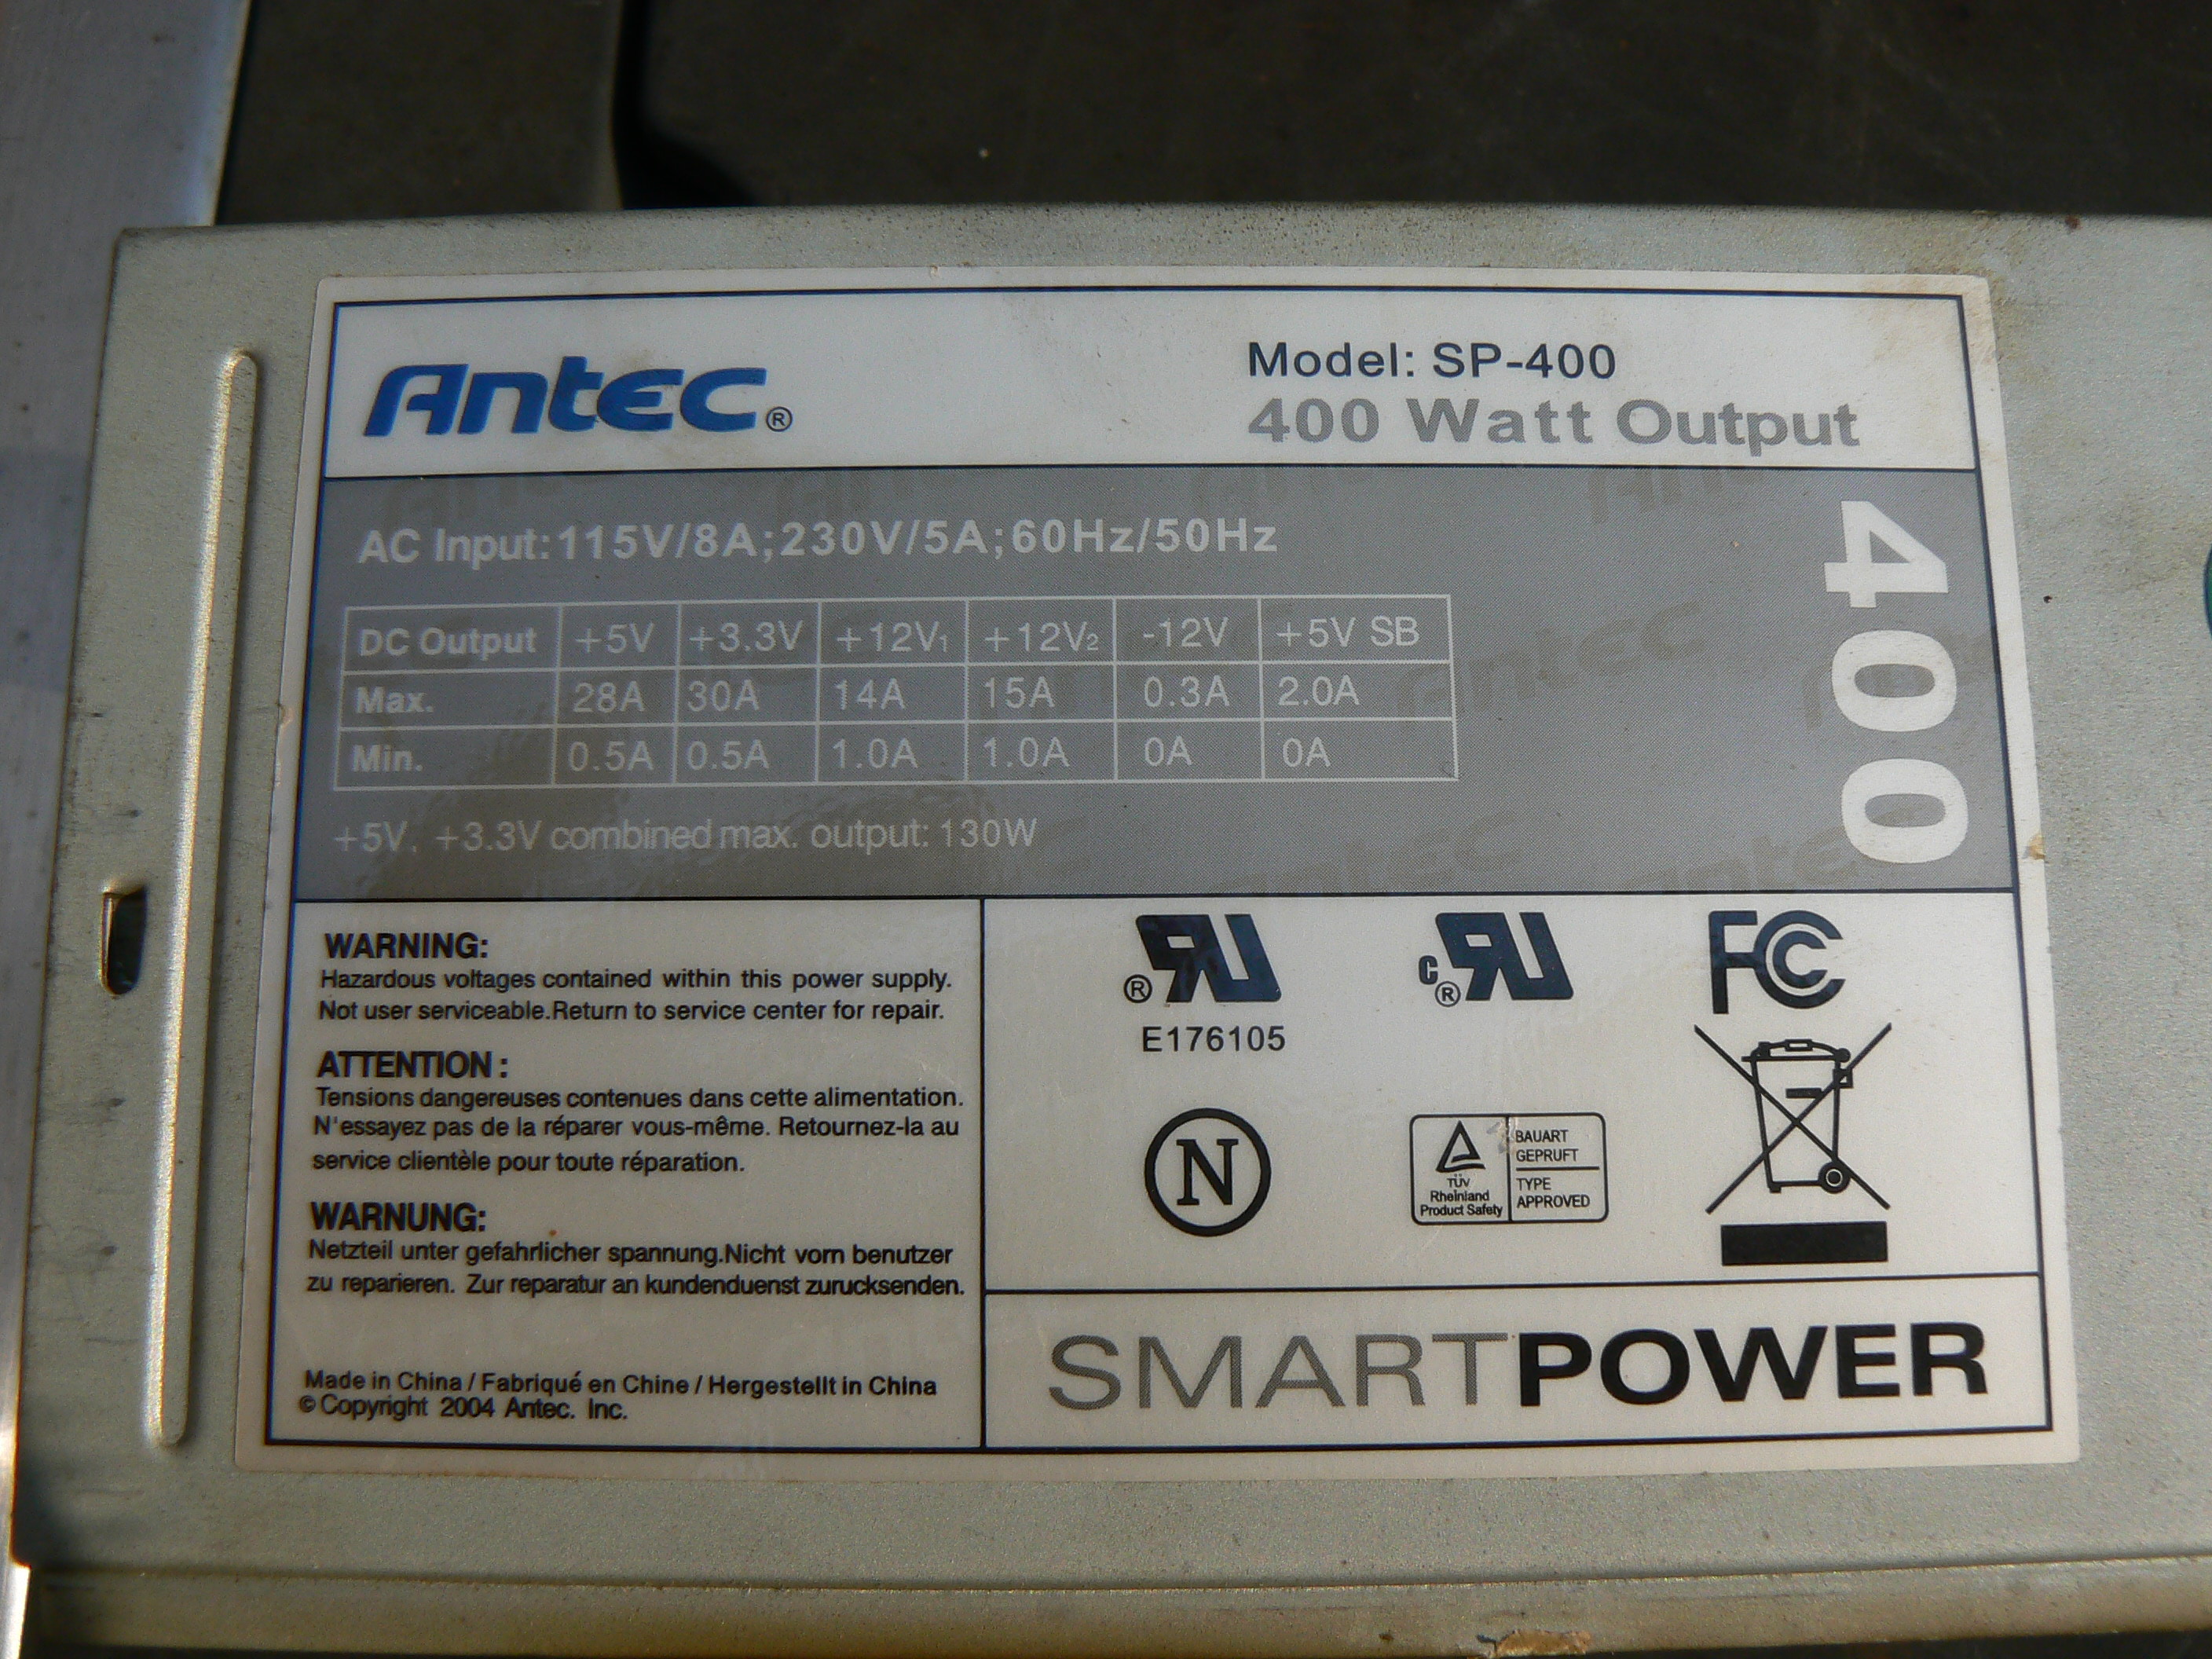 Antec®
Model: SP-400
400 Watt Output
AC Input:115V/8A;230V/5A;60Hz/50Hz
400
DC Output +5V +3.3V +12V1 +12V2 -12V +5V SB
Max. 28A 30A 14A 15A 0.3A 2.0A
Min. 0.5A 0.5A 1.0A 1.0A 0A 0A
+5V, +3.3V combined max. output: 130W
WARNING:
Hazardous voltages contained within this power supply.
Not user serviceable.Return to service center for repair.
ATTENTION:
Tensions dangereuses contenues dans cette alimentation.
N'essayez pas de la réparer vous-même. Retournez-la au
service clientèle pour toute réparation.
WARNUNG:
Netzteil unter gefahrlicher spannung.Nicht vom benutzer
zu reparieren. Zur reparatur an kundenduenst zurucksenden.
Made in China / Fabriqué en Chine / Hergestellt in China
© Copyright 2004 Antec. Inc.
®RU
E176105
C®RU
FC
N
TÜV
Rheinland
Product Safety
BAUART
GEPRUFT
TYPE
APPROVED
SMARTPOWER